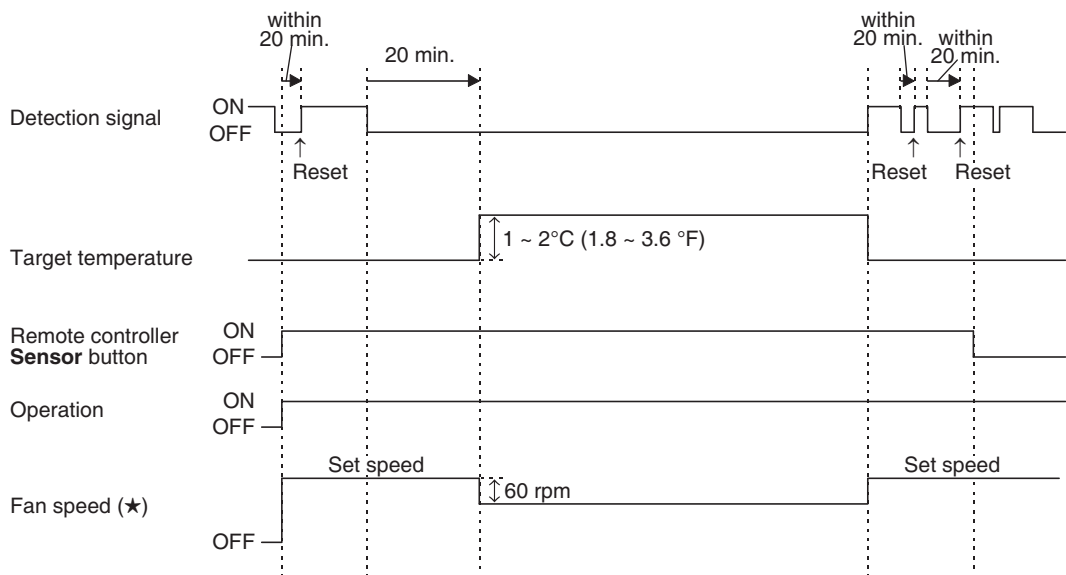 within
20 min.
20 min.
within
20 min.
within
20 min.
Detection signal
ON
OFF
Reset
Reset
Reset
Target temperature
1 ~ 2°C (1.8 ~ 3.6 °F)
Remote controller
Sensor button
ON
OFF
Operation
ON
OFF
Set speed
Set speed
Fan speed (★)
60 rpm
OFF